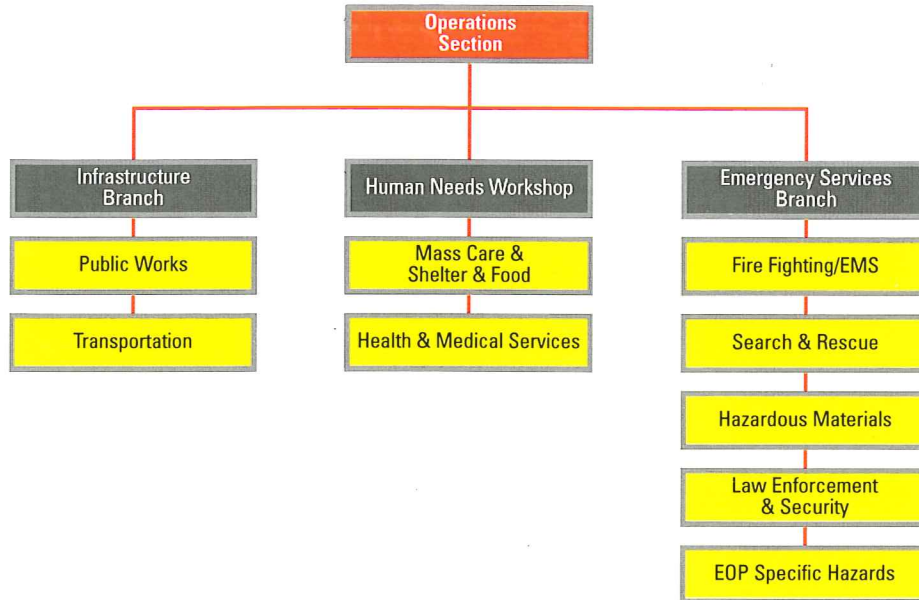 Operations
Section
Infrastructure
Branch
Public Works
Transportation
Human Needs Workshop
Mass Care &
Shelter & Food
Health & Medical Services
Emergency Services
Branch
Fire Fighting/EMS
Search & Rescue
Hazardous Materials
Law Enforcement
& Security
EOP Specific Hazards